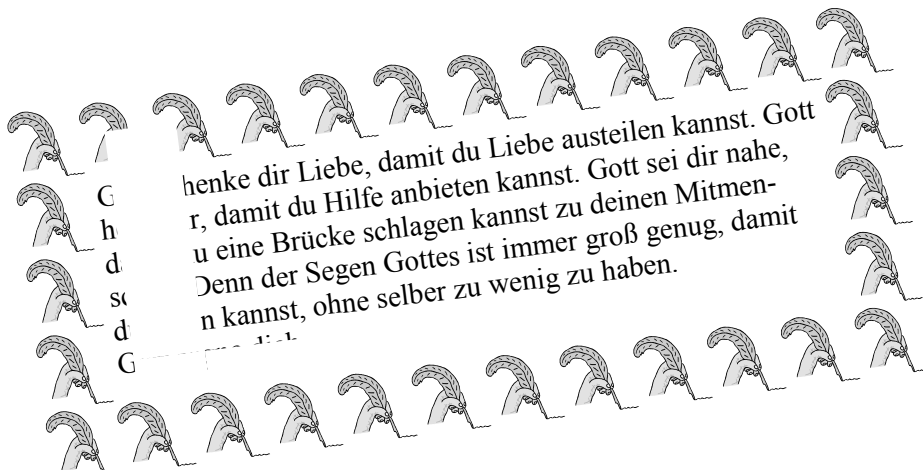 dir Liebe, damit du Liebe austeilen kannst. Gott
damit du Hilfe anbieten kannst. Gott sei dir nahe,
eine Brücke schlagen kannst zu deinen Mitmen-
Denn der Segen Gottes ist immer groß genug, damit
kannst, ohne selber zu wenig zu haben.